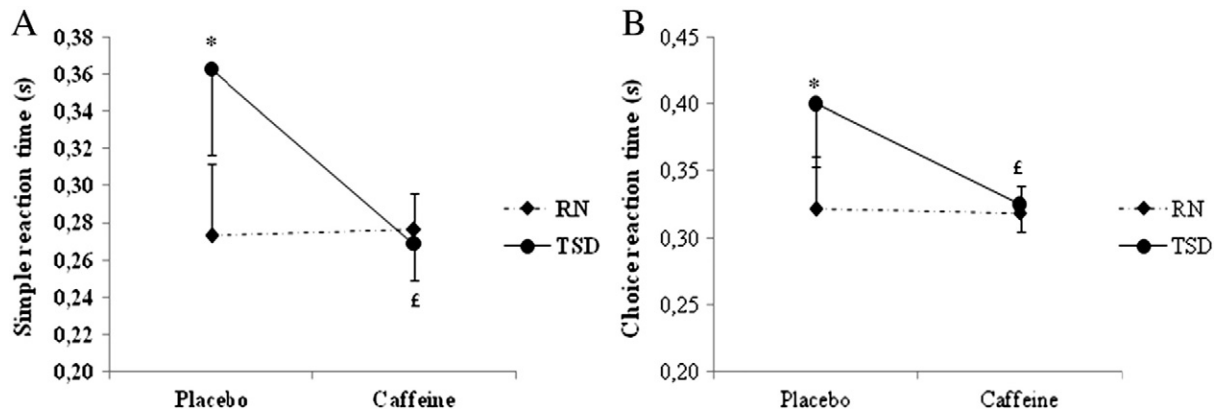 A
Simple reaction time (s)
0,38
0,36
0,34
0,32
0,30
0,28
0,26
0,24
0,22
0,20
*
£
Placebo
Caffeine
RN
TSD
B
Choice reaction time (s)
0,45
0,40
0,35
0,30
0,25
0,20
*
£
Placebo
Caffeine
RN
TSD